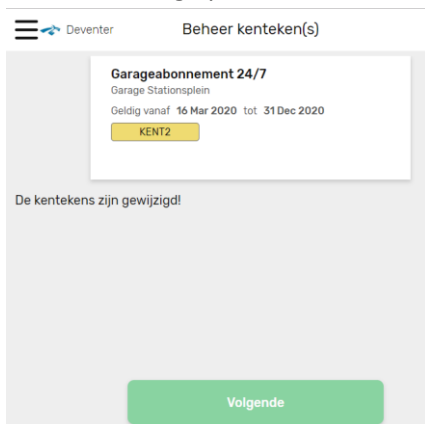 Deventer
Beheer kenteken(s)
Garageabonnement 24/7
Garage Stationsplein
Geldig vanaf 16 Mar 2020 tot 31 Dec 2020
KENT2
De kentekens zijn gewijzigd!
Volgende